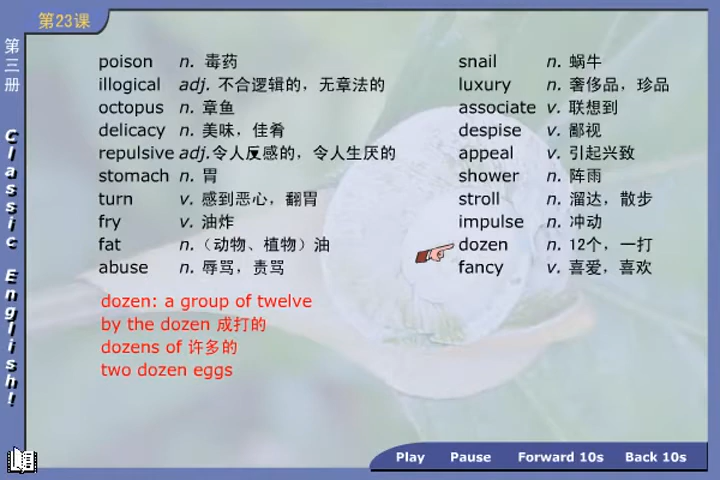 第23课
第三册
Classic English!
poison n. 毒药
illogical adj. 不合逻辑的，无章法的
octopus n. 章鱼
delicacy n. 美味，佳肴
repulsive adj.令人反感的，令人生厌的
stomach n. 胃
turn v. 感到恶心，翻胃
fry v. 油炸
fat n.（动物、植物）油
abuse n. 辱骂，责骂
snail n. 蜗牛
luxury n. 奢侈品，珍品
associate v. 联想到
despise v. 鄙视
appeal v. 引起兴致
shower n. 阵雨
stroll n. 溜达，散步
impulse n. 冲动
dozen n. 12个，一打
fancy v. 喜爱，喜欢
dozen: a group of twelve
by the dozen 成打的
dozens of 许多的
two dozen eggs
Play Pause Forward 10s Back 10s